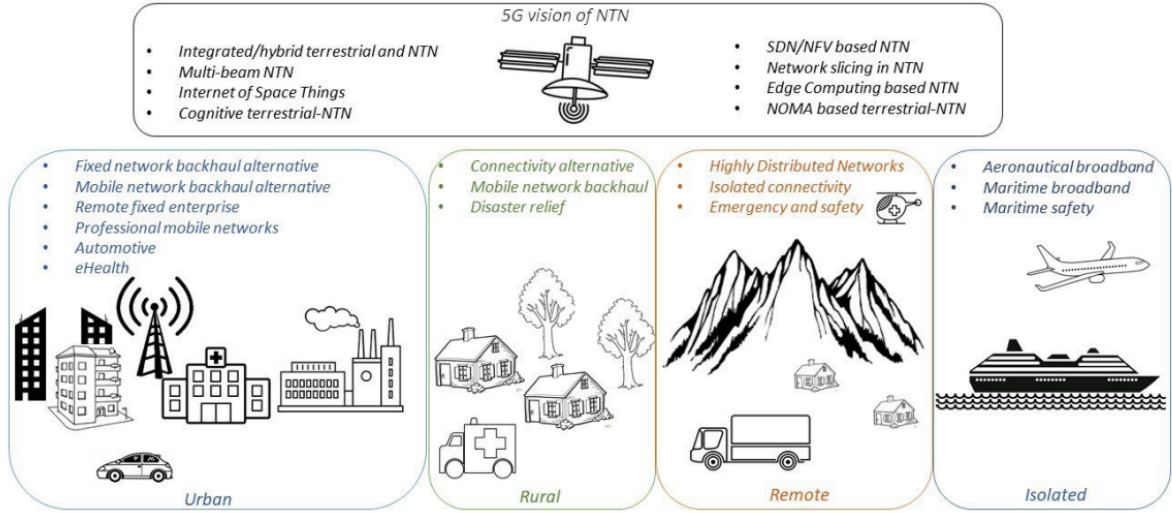 5G vision of NTN
• Integrated/hybrid terrestrial and NTN
• Multi-beam NTN
• Internet of Space Things
• Cognitive terrestrial-NTN
• SDN/NFV based NTN
• Network slicing in NTN
• Edge Computing based NTN
• NOMA based terrestrial-NTN
• Fixed network backhaul alternative
• Mobile network backhaul alternative
• Remote fixed enterprise
• Professional mobile networks
• Automotive
• eHealth
Urban
• Connectivity alternative
• Mobile network backhaul
• Disaster relief
Rural
• Highly Distributed Networks
• Isolated connectivity
• Emergency and safety
Remote
• Aeronautical broadband
• Maritime broadband
• Maritime safety
Isolated